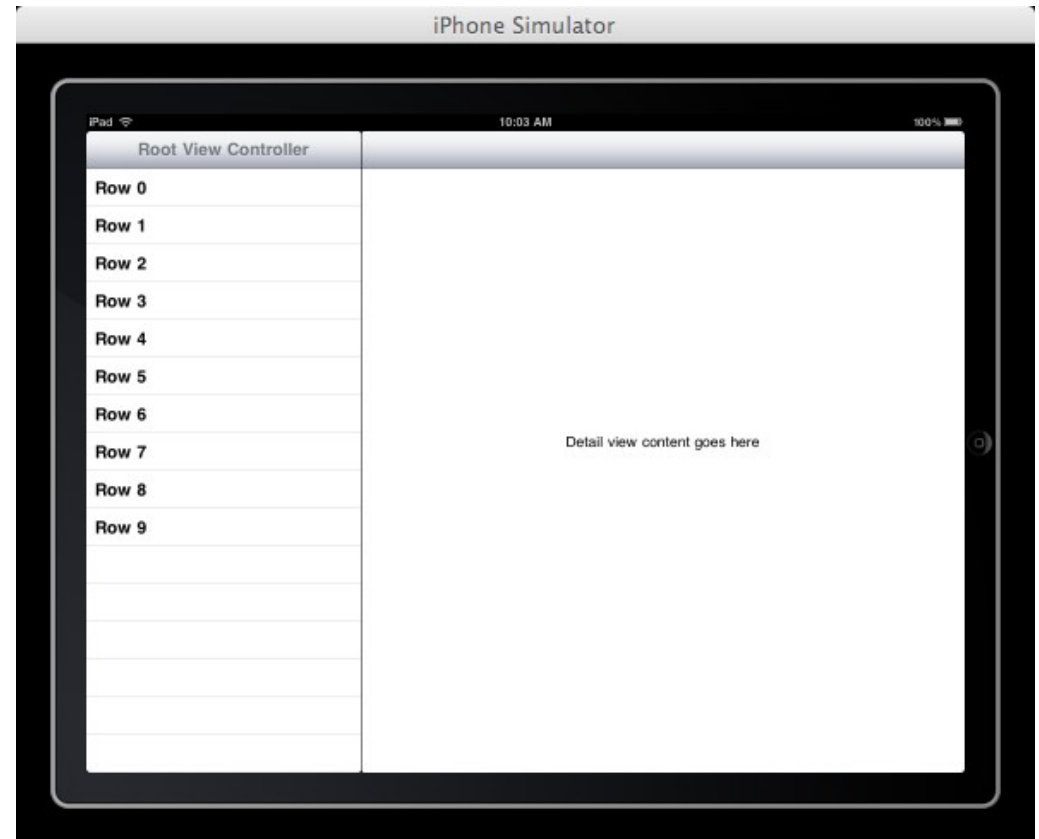 iPhone Simulator
iPad 10:03 AM 100%
Root View Controller
Row 0
Row 1
Row 2
Row 3
Row 4
Row 5
Row 6
Row 7
Row 8
Row 9
Detail view content goes here